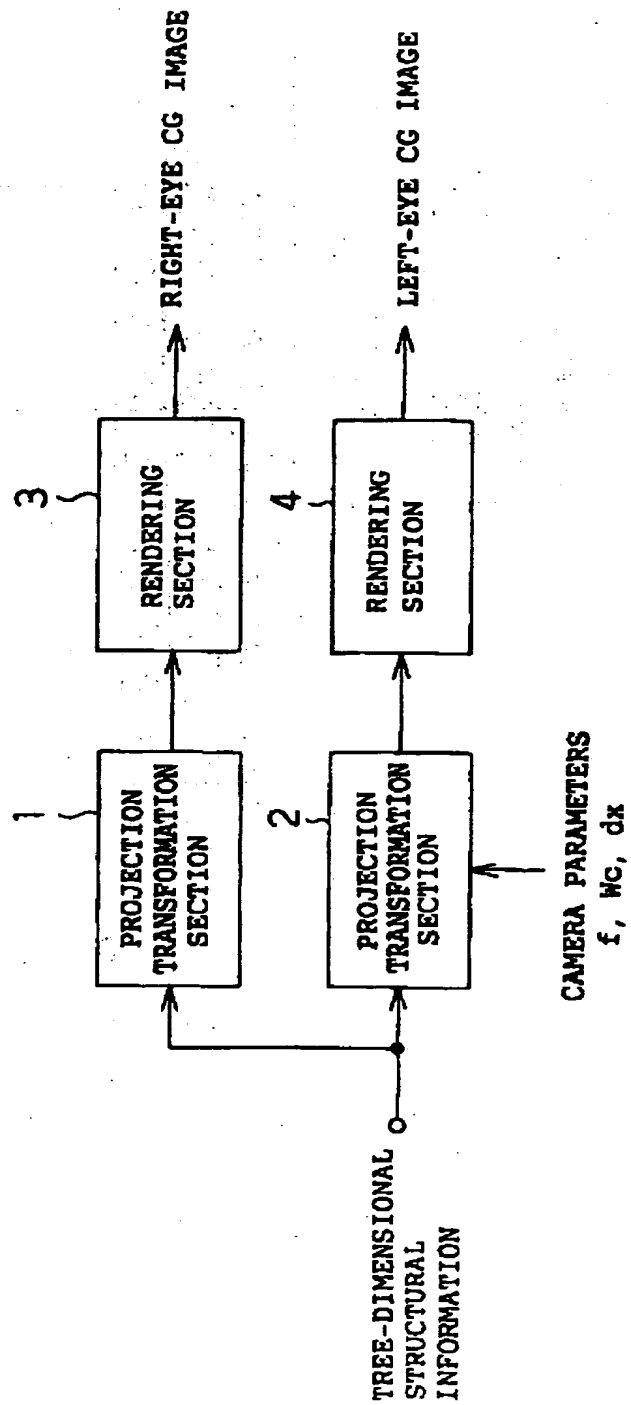 TREE-DIMENSIONAL
STRUCTURAL
INFORMATION
1
PROJECTION
TRANSFORMATION
SECTION
3
RENDERING
SECTION
RIGHT-EYE CG IMAGE
2
PROJECTION
TRANSFORMATION
SECTION
4
RENDERING
SECTION
LEFT-EYE CG IMAGE
CAMERA PARAMETERS
f, Wc, dx